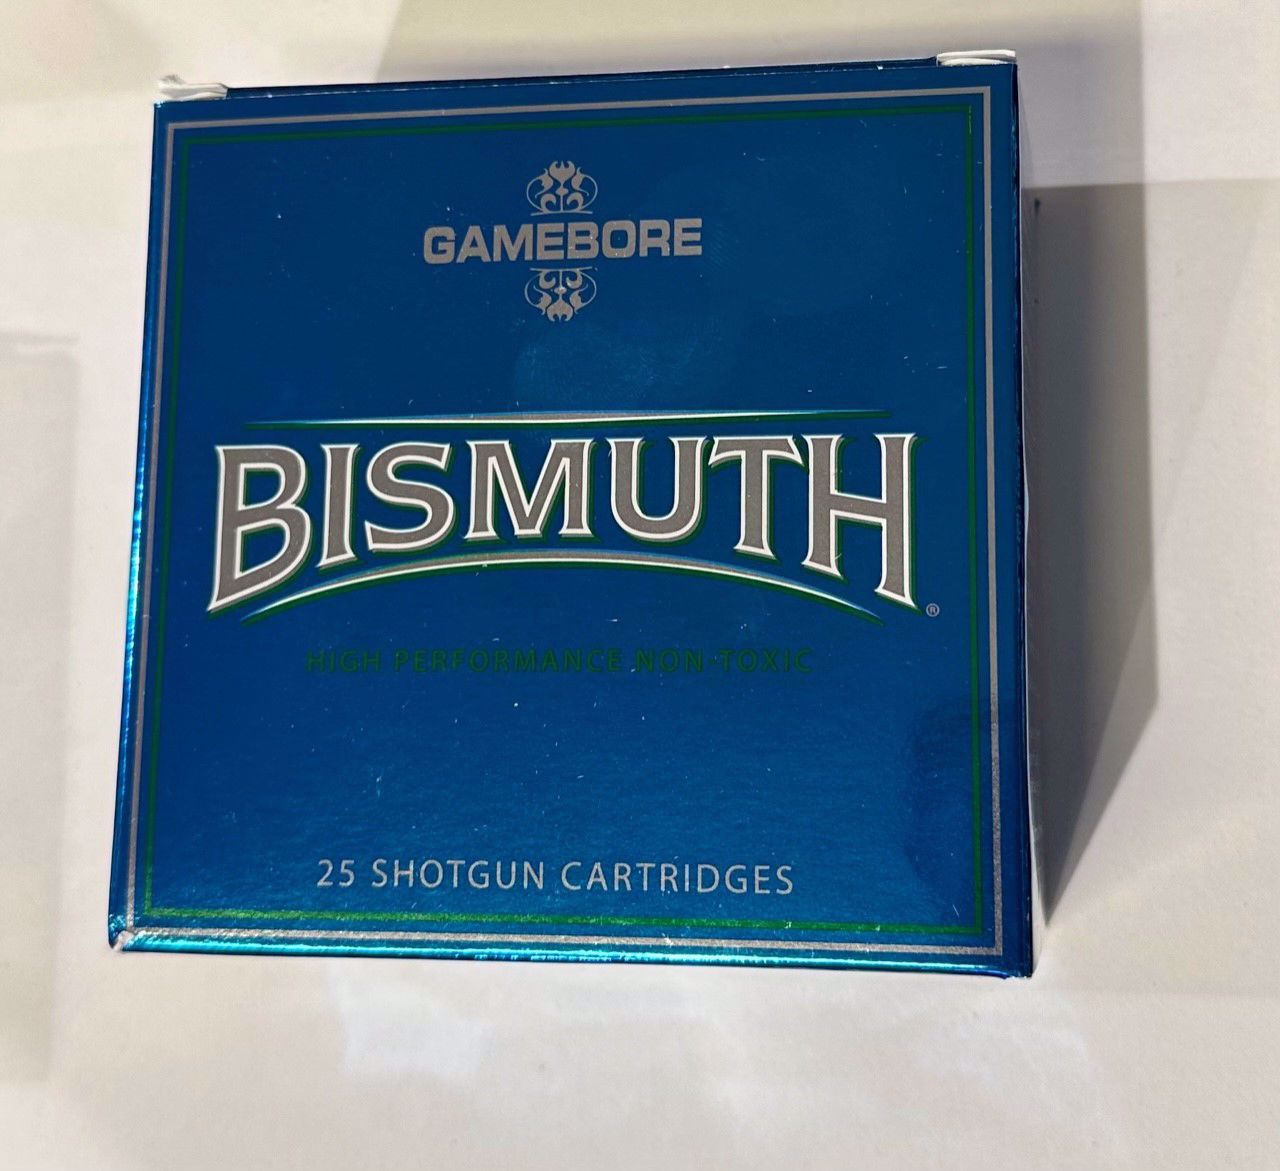 GAMEBORE
BISMUTH®
HIGH PERFORMANCE NON-TOXIC
25 SHOTGUN CARTRIDGES